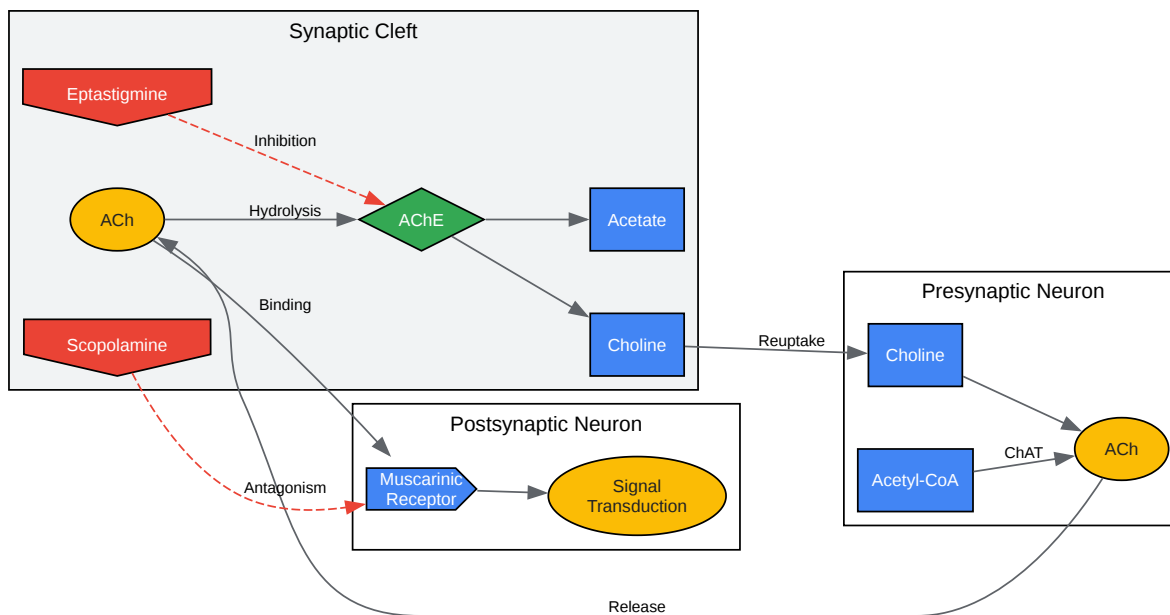 Synaptic Cleft
Eptastigmine
Inhibition
ACh
Hydrolysis
AChE
Acetate
Binding
Scopolamine
Choline
Reuptake
Presynaptic Neuron
Choline
Acetyl-CoA
ChAT
ACh
Postsynaptic Neuron
Antagonism
Muscarinic
Receptor
Signal
Transduction
Release